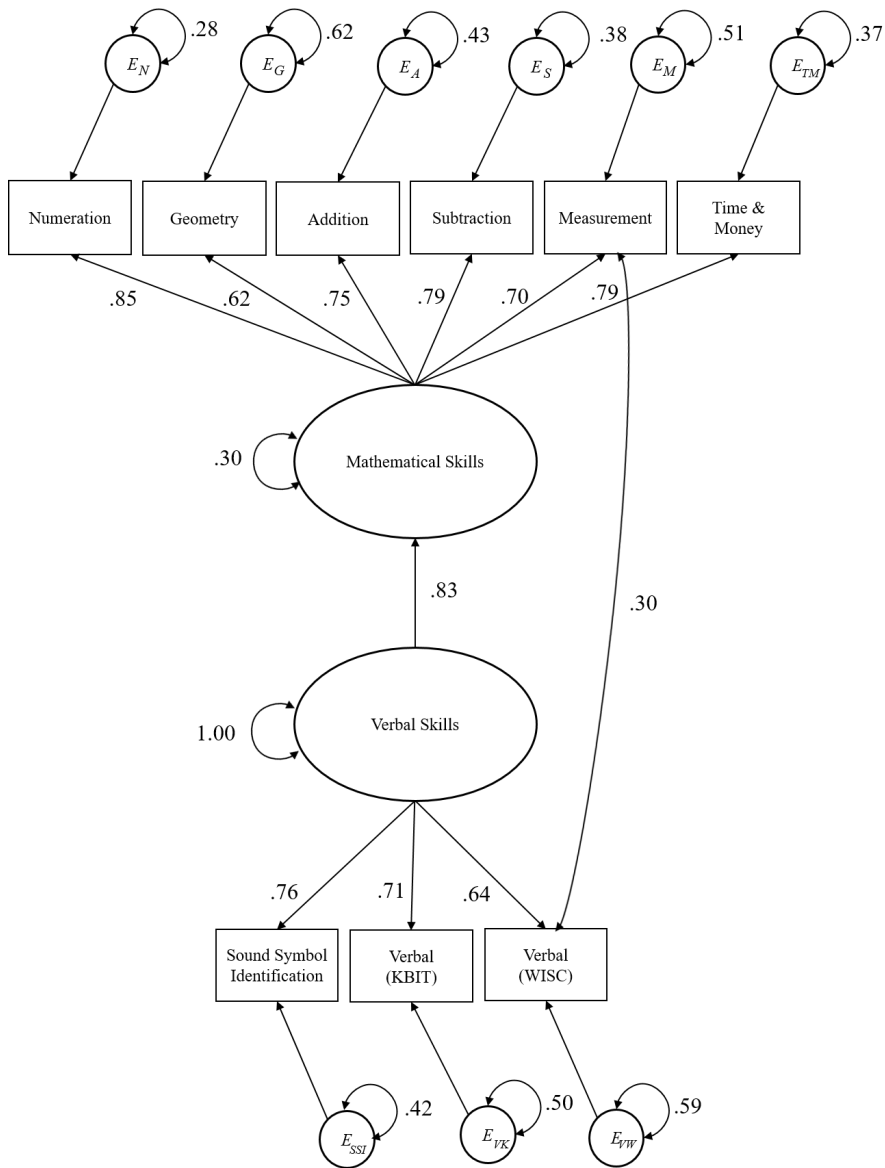 .28
.62
.43
.38
.51
.37
E_N
E_G
E_A
E_S
E_M
E_TM
Numeration
Geometry
Addition
Subtraction
Measurement
Time &
Money
.85
.62
.75
.79
.70
.79
.30
Mathematical Skills
.83
.30
1.00
Verbal Skills
.76
.71
.64
Sound Symbol
Identification
Verbal
(KBIT)
Verbal
(WISC)
.42
.50
.59
E_SSI
E_VK
E_VW